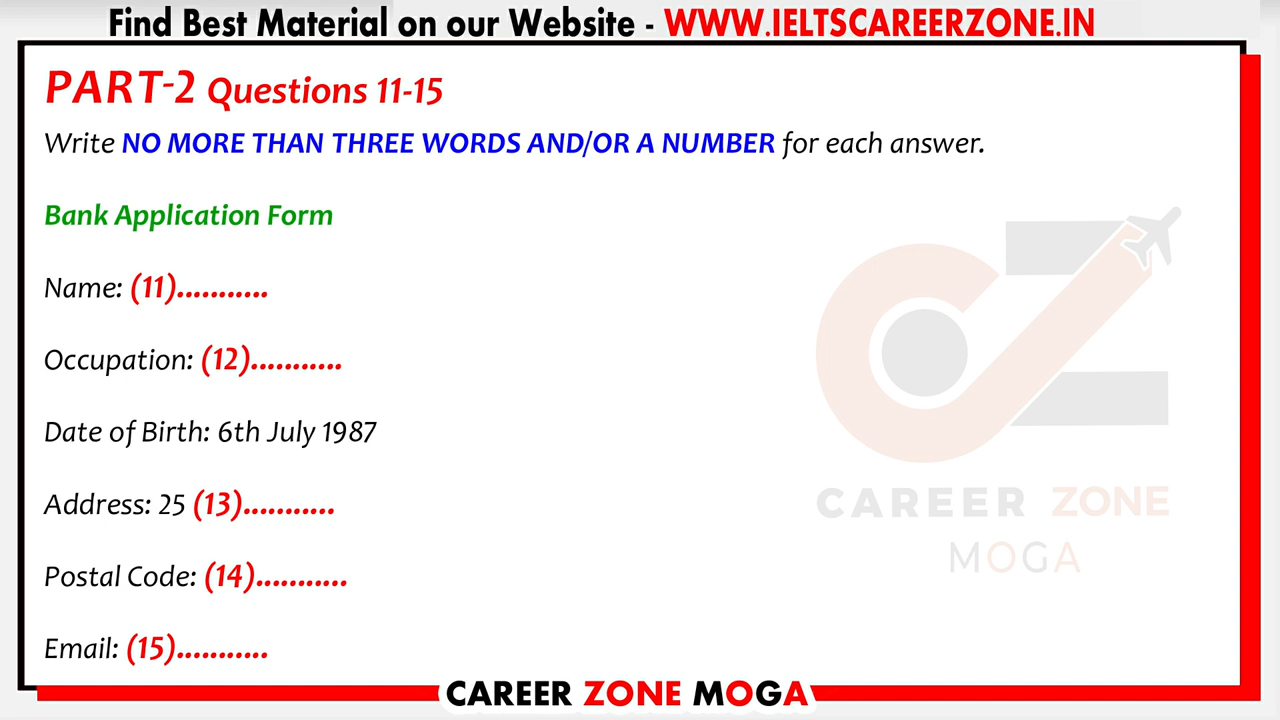 Find Best Material on our Website - WWW.IELTSCAREERZONE.IN
PART-2 Questions 11-15
Write NO MORE THAN THREE WORDS AND/OR A NUMBER for each answer.
Bank Application Form
Name: (11)...........
Occupation: (12)...........
Date of Birth: 6th July 1987
Address: 25 (13)...........
Postal Code: (14)...........
Email: (15)...........
CAREER ZONE
MOGA
CAREER ZONE MOGA